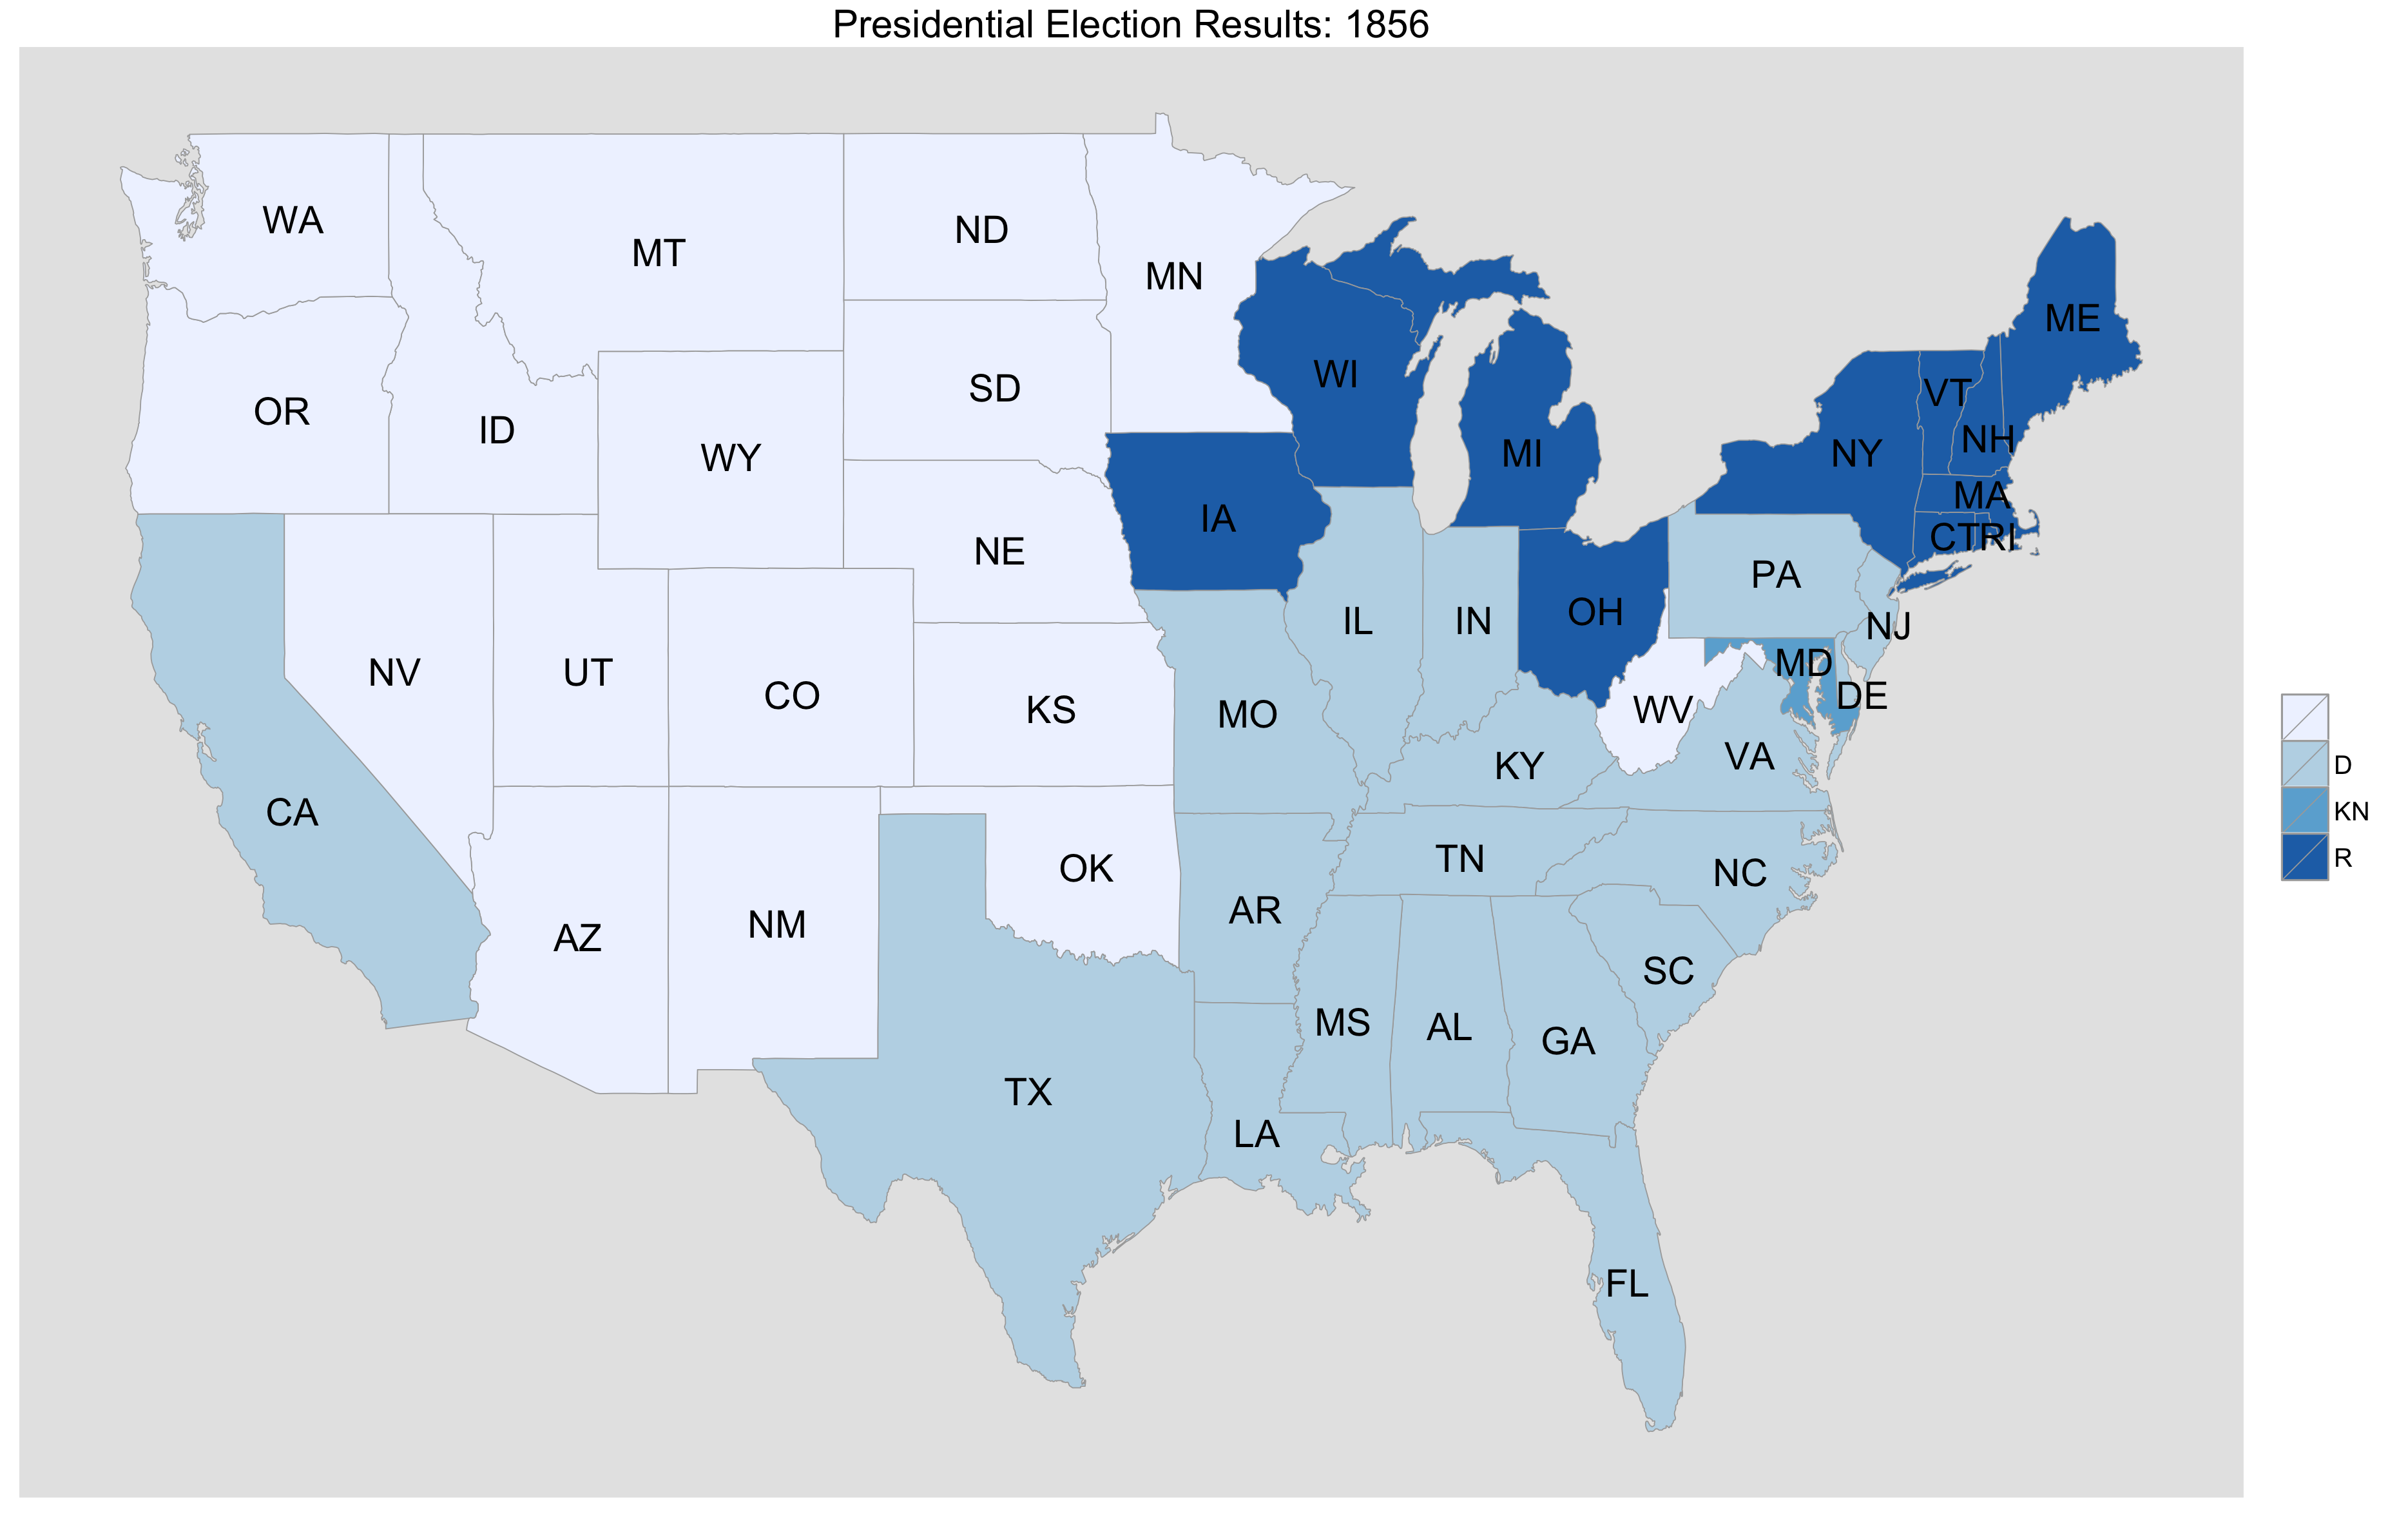 Presidential Election Results: 1856
WA
MT
ND
MN
ME
OR
ID
WY
SD
WI
MI
NY
VT
NH
MA
CT
RI
IA
NE
PA
NJ
NV
UT
CO
KS
MO
IL
IN
OH
WV
MD
DE
VA
KY
CA
AZ
NM
OK
AR
TN
NC
SC
MS
AL
GA
TX
LA
FL
D
KN
R